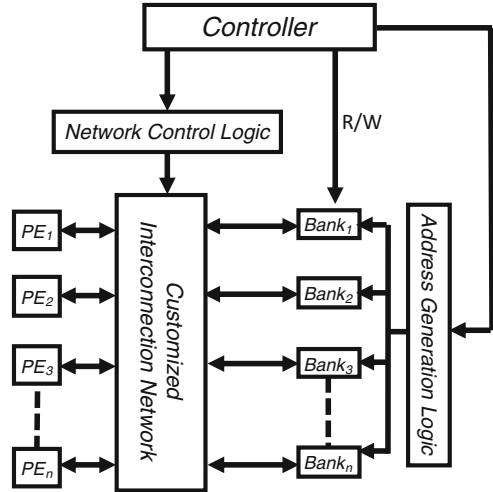 Controller
Network Control Logic
R/W
Customized
Interconnection Network
Address Generation Logic
PE₁
Bank₁
PE₂
Bank₂
PE₃
Bank₃
PEₙ
Bankₙ